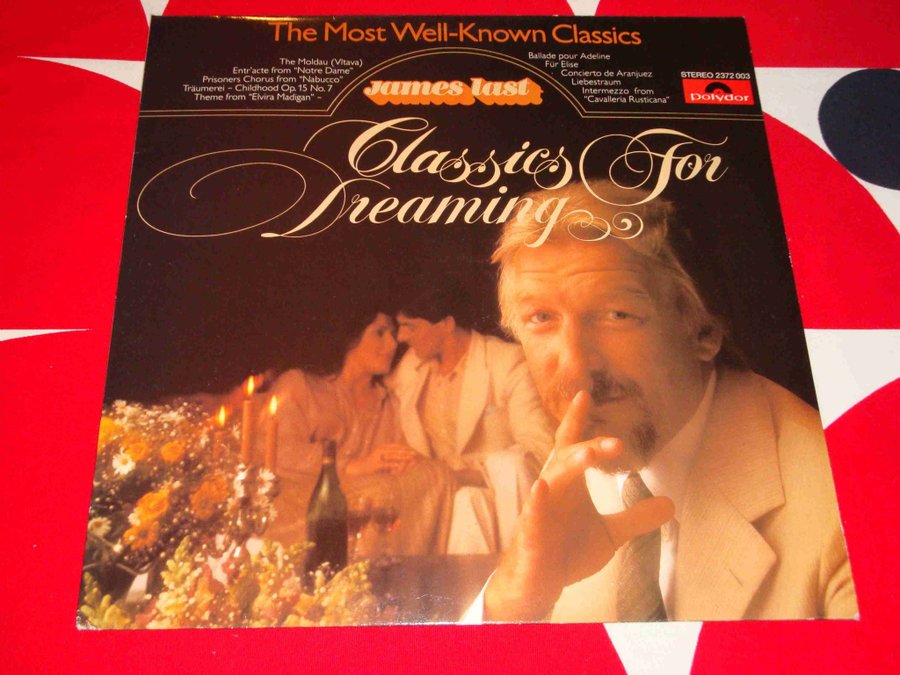 The Most Well-Known Classics
The Moldau (Vltava)
Entr'acte from "Notre Dame"
Prisoners Chorus from "Nabucco"
Träumerei – Childhood Op. 15 No. 7
Theme from "Elvira Madigan" –
james last
Ballade pour Adeline
Für Elise
Concierto de Aranjuez
Liebestraum
Intermezzo from
"Cavalleria Rusticana"
STEREO 2372 003
Polydor
Classics For
Dreaming